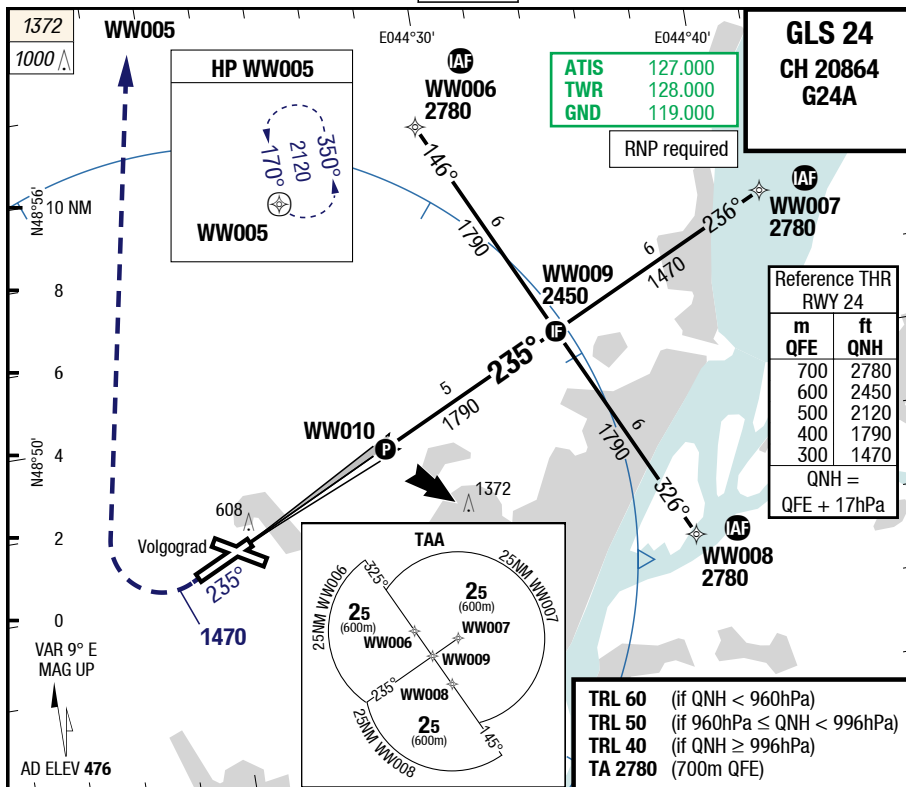 1372
1000
WW005
HP WW005
170°
2120
350°
WW005
E044°30'
E044°40'
IAF
WW006
2780
ATIS 127.000
TWR 128.000
GND 119.000
RNP required
GLS 24
CH 20864
G24A
N48°56'
10 NM
8
6
N48°50'
4
2
0
146°
6
1790
IAF
WW007
2780
236°
6
1470
WW009
2450
IF
235°
5
1790
WW010
P
6
1790
326°
IAF
WW008
2780
Reference THR
RWY 24
m ft
QFE QNH
700 2780
600 2450
500 2120
400 1790
300 1470
QNH =
QFE + 17hPa
1372
608
Volgograd
235°
1470
VAR 9° E
MAG UP
AD ELEV 476
TAA
25NM WW006
325°
25NM WW007
25
(600m)
25
(600m)
WW006
WW007
WW009
235°
WW008
25
(600m)
145°
25NM WW008
TRL 60 (if QNH < 960hPa)
TRL 50 (if 960hPa ≤ QNH < 996hPa)
TRL 40 (if QNH ≥ 996hPa)
TA 2780 (700m QFE)